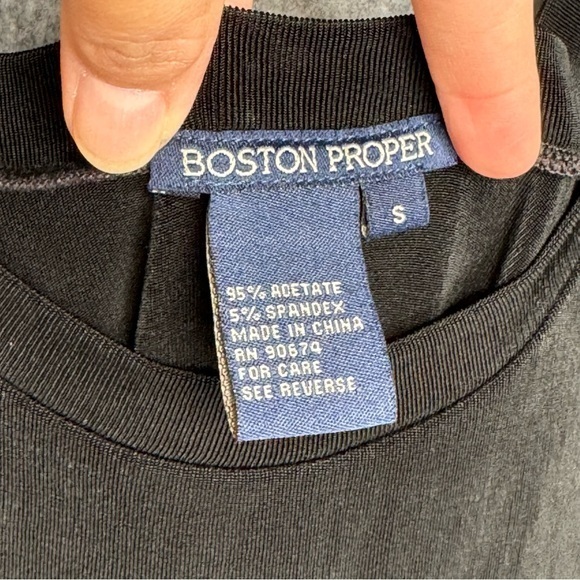 BOSTON PROPER
S
95% ACETATE
5% SPANDEX
MADE IN CHINA
RN 90674
FOR CARE
SEE REVERSE